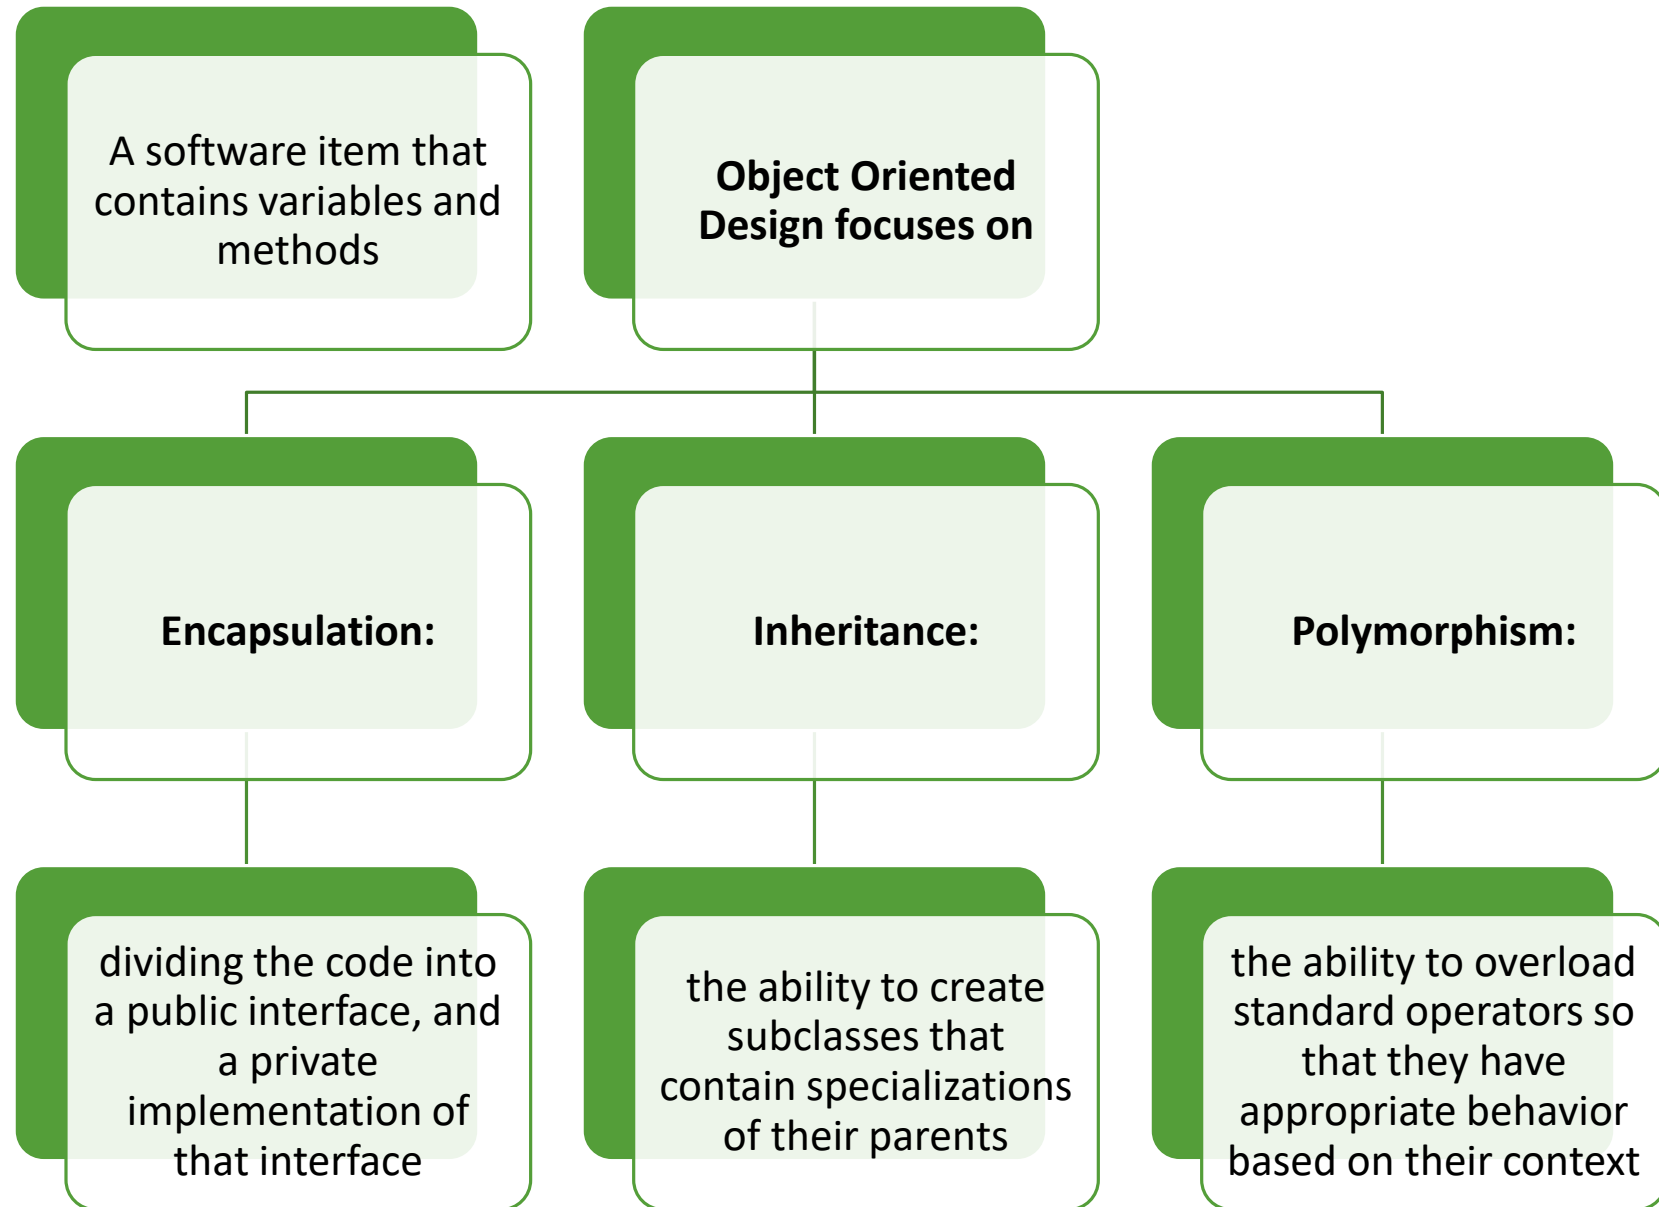 A software item that
contains variables and
methods
Object Oriented
Design focuses on
Encapsulation:
Inheritance:
Polymorphism:
dividing the code into
a public interface, and
a private
implementation of
that interface
the ability to create
subclasses that
contain specializations
of their parents
the ability to overload
standard operators so
that they have
appropriate behavior
based on their context